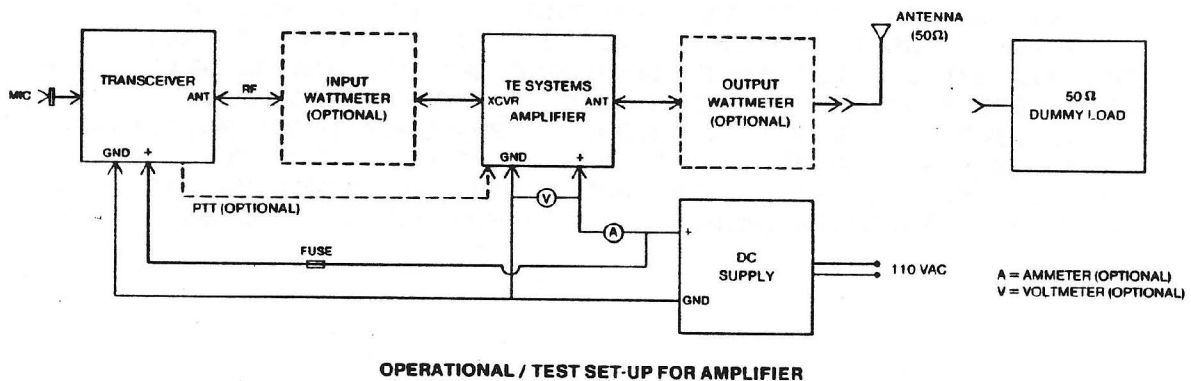 ANTENNA
(50Ω)
TRANSCEIVER
MIC
ANT
RF
GND
+
INPUT
WATTMETER
(OPTIONAL)
TE SYSTEMS
XCVR
ANT
AMPLIFIER
GND
+
OUTPUT
WATTMETER
(OPTIONAL)
50 Ω
DUMMY LOAD
PTT (OPTIONAL)
V
A
FUSE
+
DC
SUPPLY
GND
110 VAC
A = AMMETER (OPTIONAL)
V = VOLTMETER (OPTIONAL)
OPERATIONAL / TEST SET-UP FOR AMPLIFIER